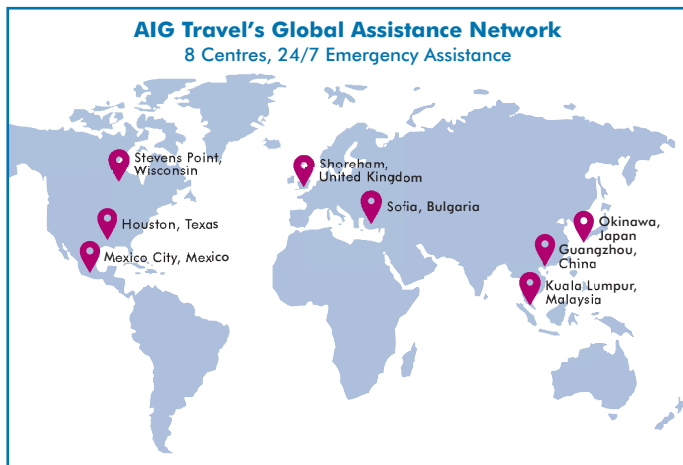 AIG Travel's Global Assistance Network
8 Centres, 24/7 Emergency Assistance
Stevens Point,
Wisconsin
Shoreham,
United Kingdom
Sofia, Bulgaria
Houston, Texas
Okinawa,
Japan
Mexico City, Mexico
Guangzhou,
China
Kuala Lumpur,
Malaysia